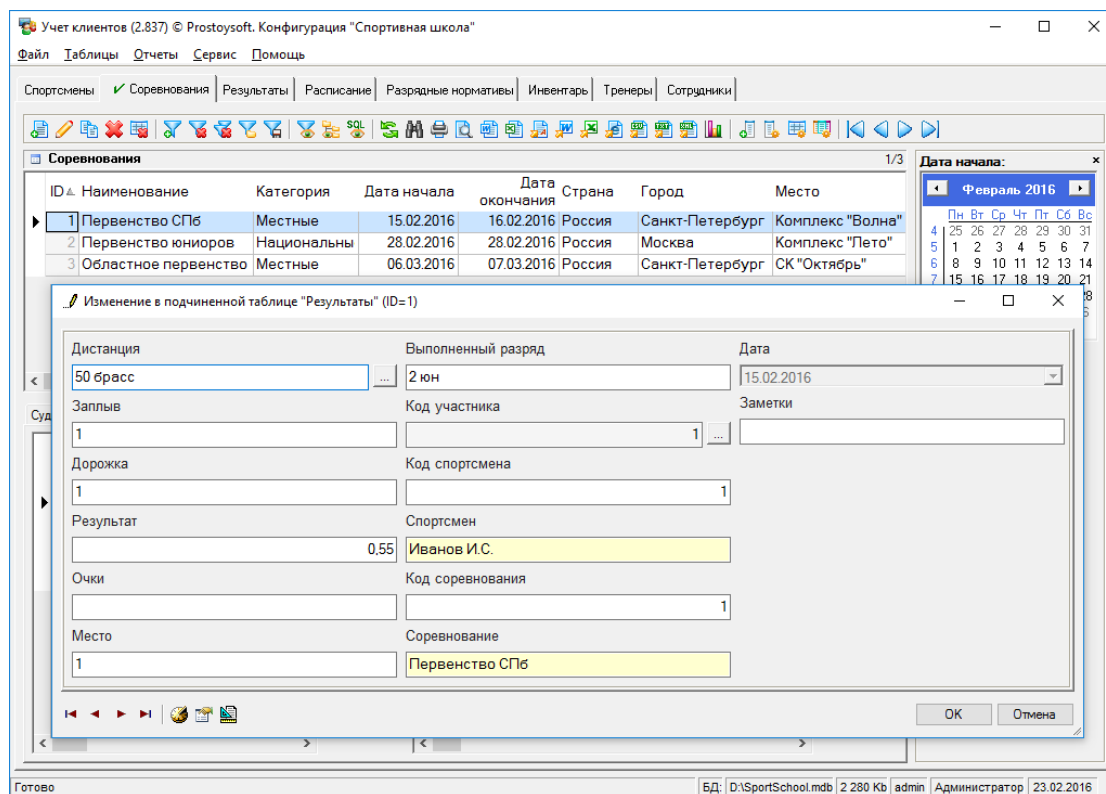 Учет клиентов (2.837) © Prostoysoft. Конфигурация "Спортивная школа"
Файл Таблицы Отчеты Сервис Помощь
Спортсмены Соревнования Результаты Расписание Разрядные нормативы Инвентарь Тренеры Сотрудники
SQL
Соревнования 1/3 Дата начала:
ID Наименование Категория Дата начала Дата окончания Страна Город Место
1 Первенство СПб Местные 15.02.2016 16.02.2016 Россия Санкт-Петербург Комплекс "Волна"
2 Первенство юниоров Национальны 28.02.2016 28.02.2016 Россия Москва Комплекс "Лето"
3 Областное первенство Местные 06.03.2016 07.03.2016 Россия Санкт-Петербург СК "Октябрь"
Февраль 2016
Пн Вт Ср Чт Пт Сб Вс
4 25 26 27 28 29 30 31
5 1 2 3 4 5 6 7
6 8 9 10 11 12 13 14
7 15 16 17 18 19 20 21
Суд
Изменение в подчиненной таблице "Результаты" (ID=1)
Дистанция
50 брасс ...
Заплыв
1
Дорожка
1
Результат
0,55
Очки
Место
1
Выполненный разряд
2 юн
Код участника
1 ...
Код спортсмена
1
Спортсмен
Иванов И.С.
Код соревнования
1
Соревнование
Первенство СПб
Дата
15.02.2016
Заметки
OK Отмена
Готово БД: D:\SportSchool.mdb 2 280 Kb admin Администратор 23.02.2016